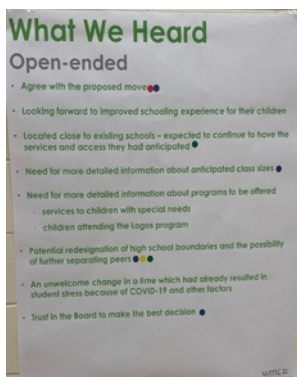 What We Heard
Open-ended
• Agree with the proposed move
• Looking forward to improved schooling experience for their children
• Located close to existing schools – expected to continue to have the
services and access they had anticipated
• Need for more detailed information about anticipated class sizes
• Need for more detailed information about programs to be offered
- services to children with special needs
- children attending the Logos program
• Potential redesignation of high school boundaries and the possibility
of further separating peers
• An unwelcome change in a time which had already resulted in
student stress because of COVID-19 and other factors
• Trust in the Board to make the best decision
wmc